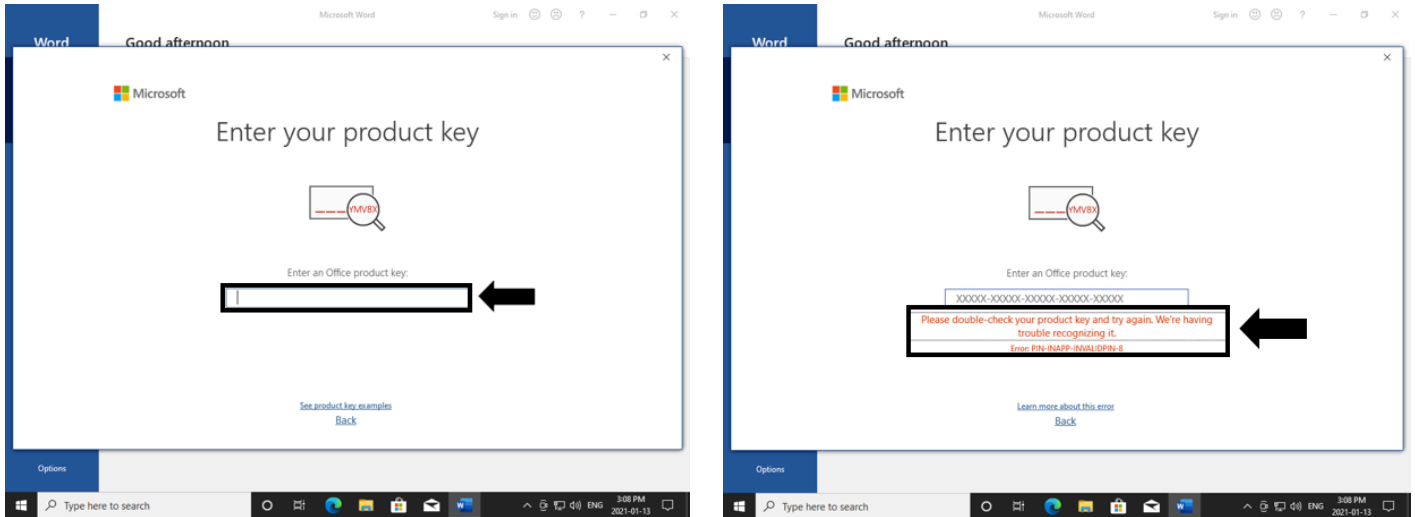 Microsoft Word
Sign in
?
Word
Good afternoon
Microsoft
Enter your product key
YMVBX
Enter an Office product key:
See product key examples
Back
Options
Type here to search
ENG
3:08 PM
2021-01-13
Microsoft Word
Sign in
?
Word
Good afternoon
Microsoft
Enter your product key
YMVBX
Enter an Office product key:
XXXXX-XXXXX-XXXXX-XXXXX-XXXXX
Please double-check your product key and try again. We're having
trouble recognizing it.
Error: PIN-INAPP-INVALIDPIN-8
Learn more about this error
Back
Options
Type here to search
ENG
3:08 PM
2021-01-13